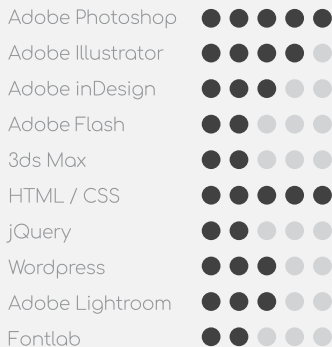 Adobe Photoshop
Adobe Illustrator
Adobe inDesign
Adobe Flash
3ds Max
HTML / CSS
jQuery
Wordpress
Adobe Lightroom
Fontlab